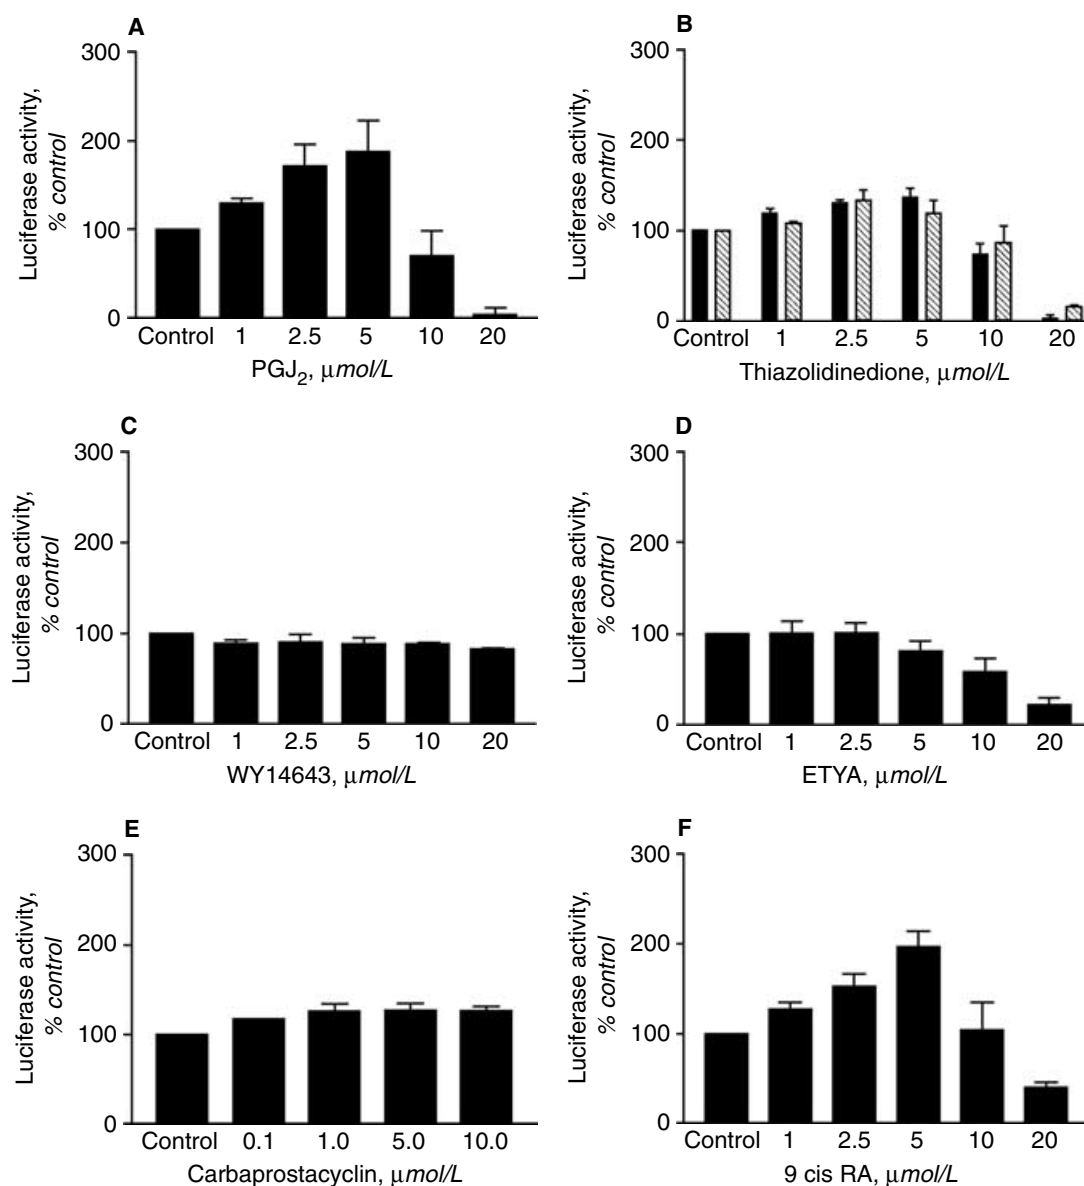 A
300
200
100
0
Luciferase activity,
% control
Control 1 2.5 5 10 20
PGJ2, μmol/L
B
300
200
100
0
Luciferase activity,
% control
Control 1 2.5 5 10 20
Thiazolidinedione, μmol/L
C
300
200
100
0
Luciferase activity,
% control
Control 1 2.5 5 10 20
WY14643, μmol/L
D
300
200
100
0
Luciferase activity,
% control
Control 1 2.5 5 10 20
ETYA, μmol/L
E
300
200
100
0
Luciferase activity,
% control
Control 0.1 1.0 5.0 10.0
Carbaprostacyclin, μmol/L
F
300
200
100
0
Luciferase activity,
% control
Control 1 2.5 5 10 20
9 cis RA, μmol/L